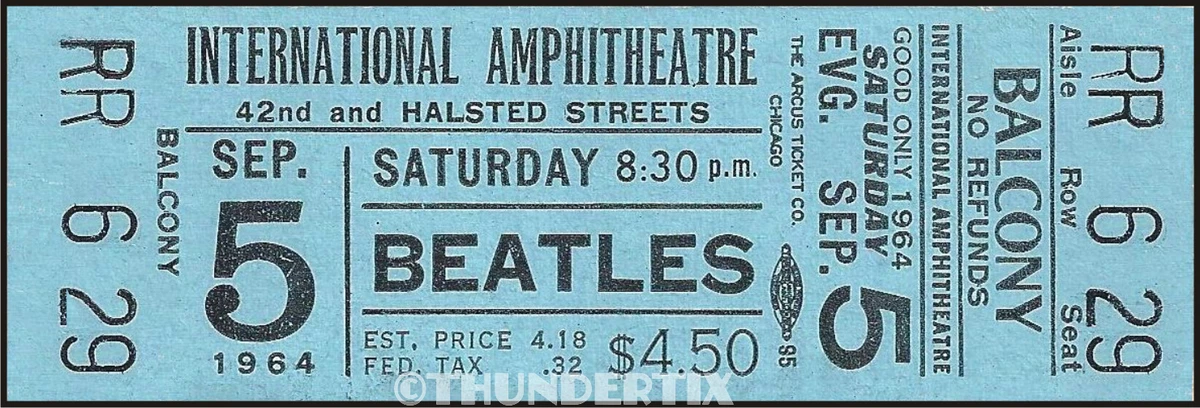 RR 6 29
BALCONY
INTERNATIONAL AMPHITHEATRE
42nd and HALSTED STREETS
SEP.
5
1964
SATURDAY 8:30 p.m.
BEATLES
EST. PRICE 4.18
FED. TAX .32
$4.50
THE ARCUS TICKET CO.
CHICAGO
95
EVG. SEP. 5
SATURDAY,
GOOD ONLY 1964
INTERNATIONAL AMPHITHEATRE
NO REFUNDS
BALCONY
Aisle Row Seat
RR 6 29
©THUNDERTIX